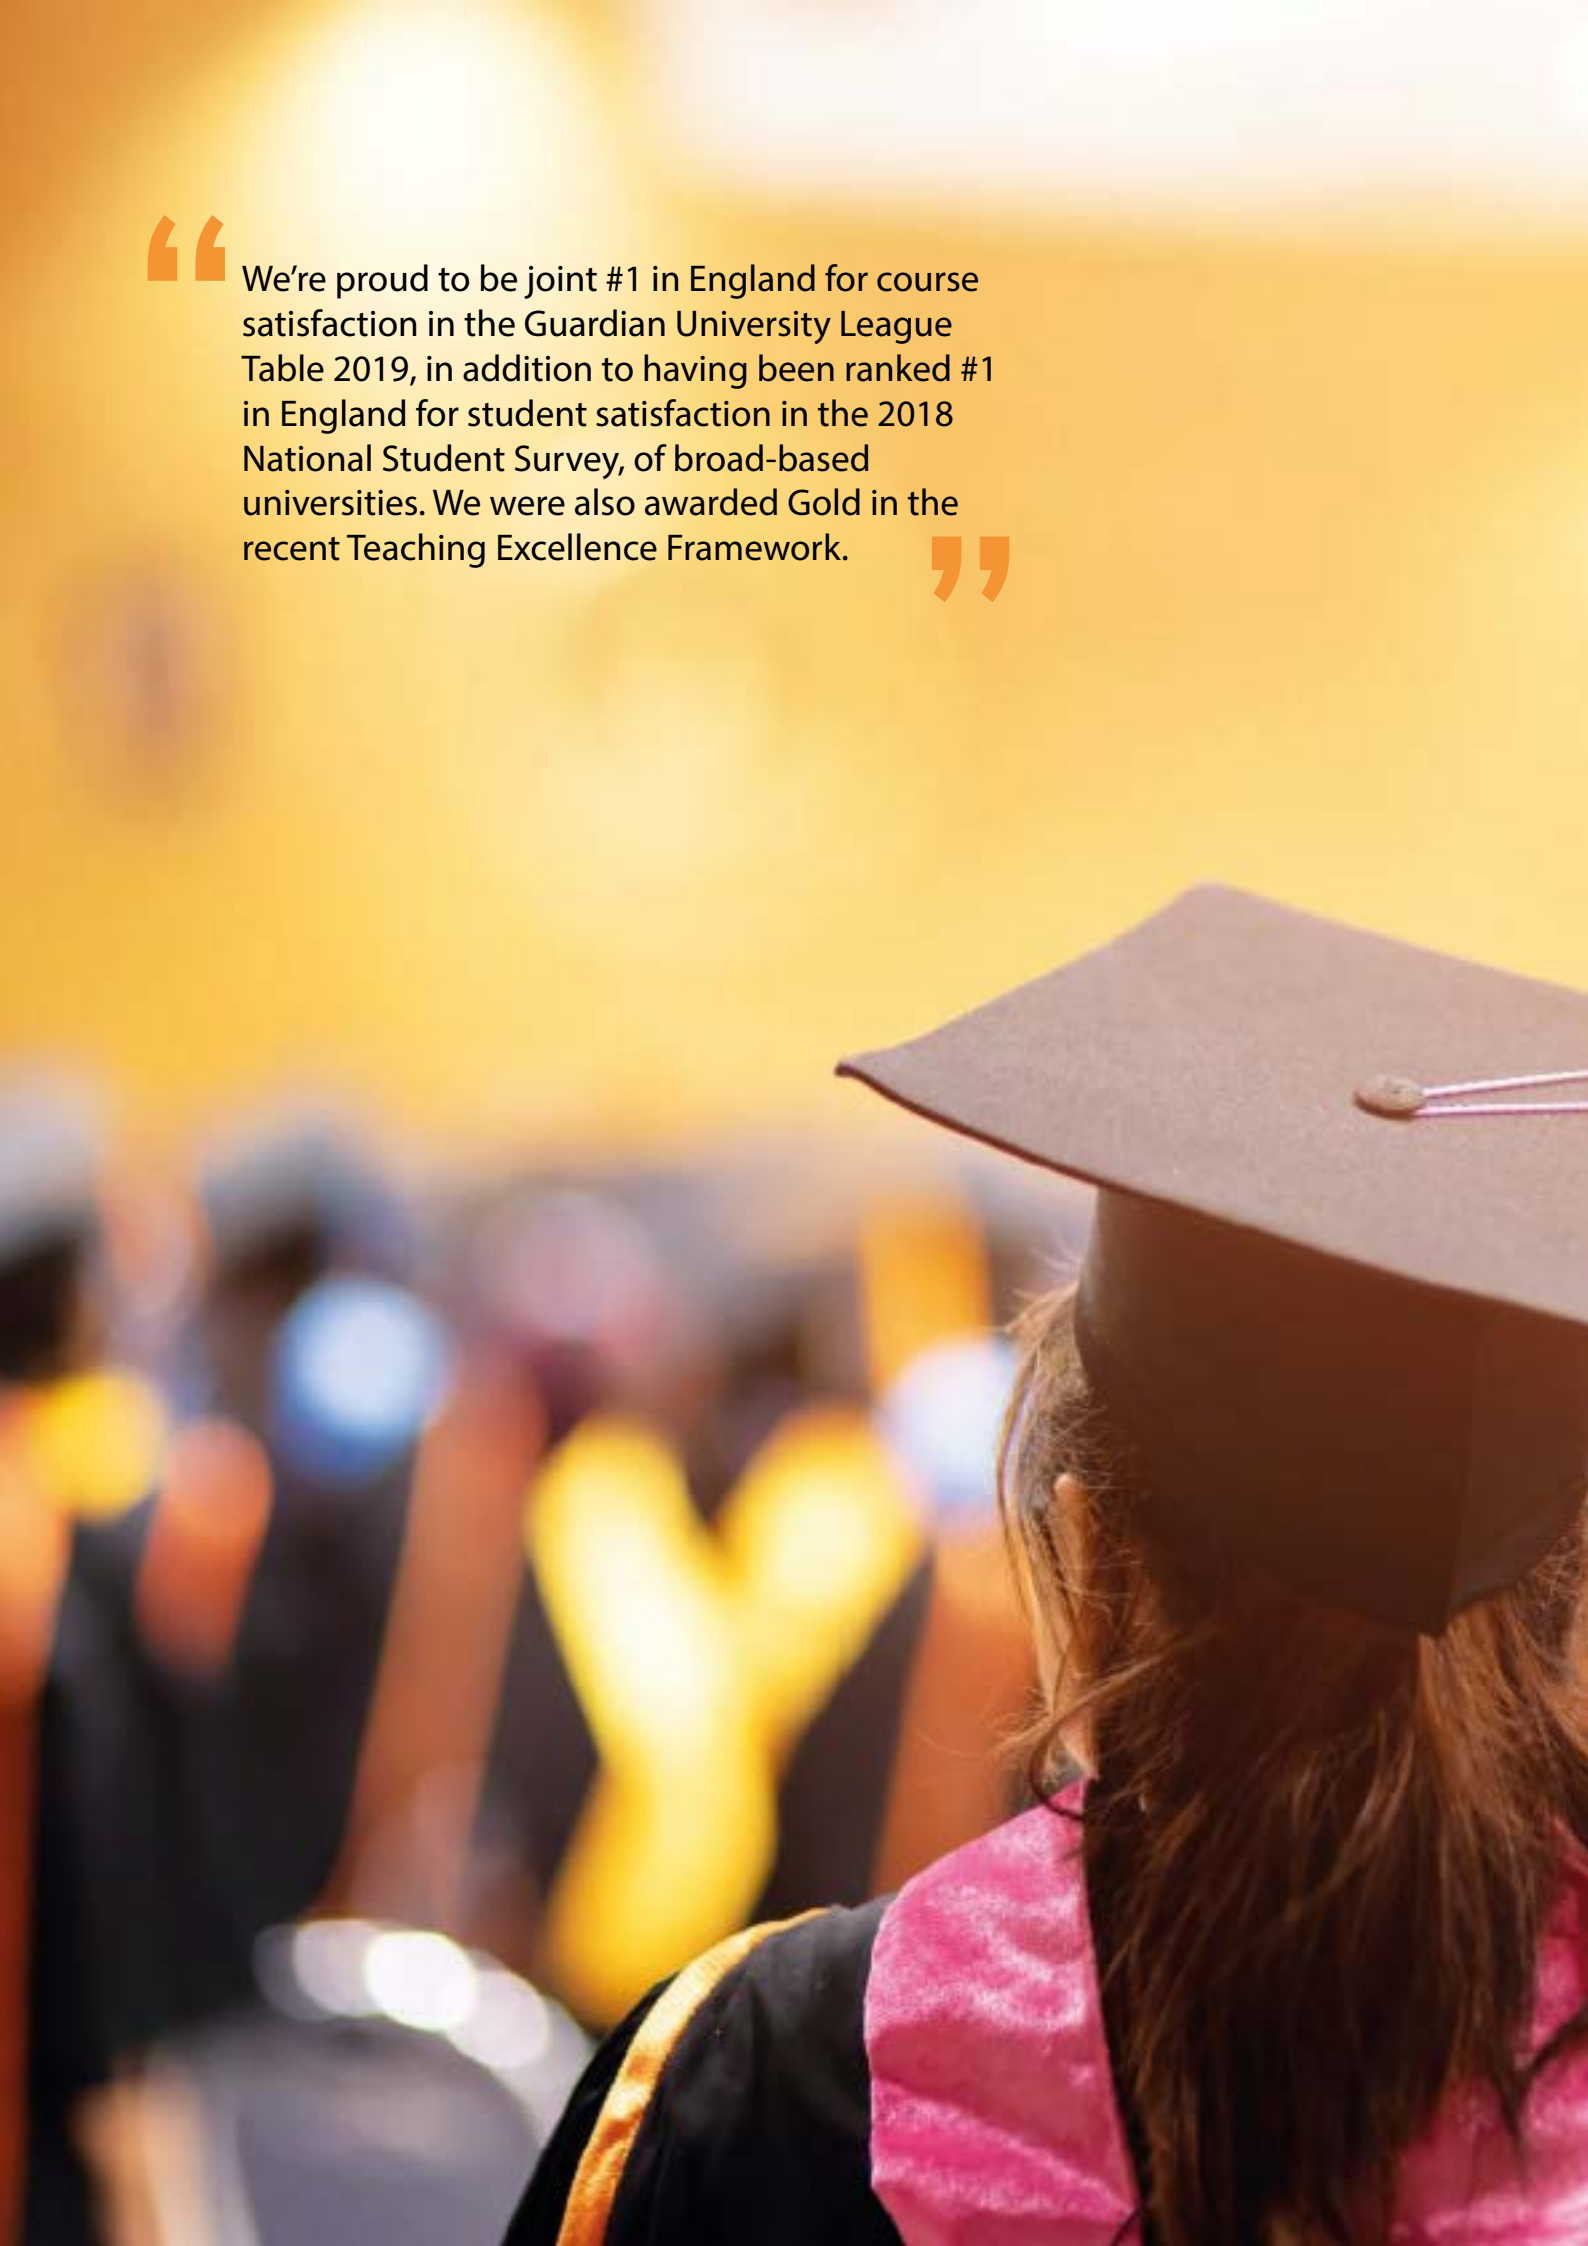 “ We’re proud to be joint #1 in England for course
satisfaction in the Guardian University League
Table 2019, in addition to having been ranked #1
in England for student satisfaction in the 2018
National Student Survey, of broad-based
universities. We were also awarded Gold in the
recent Teaching Excellence Framework. ”